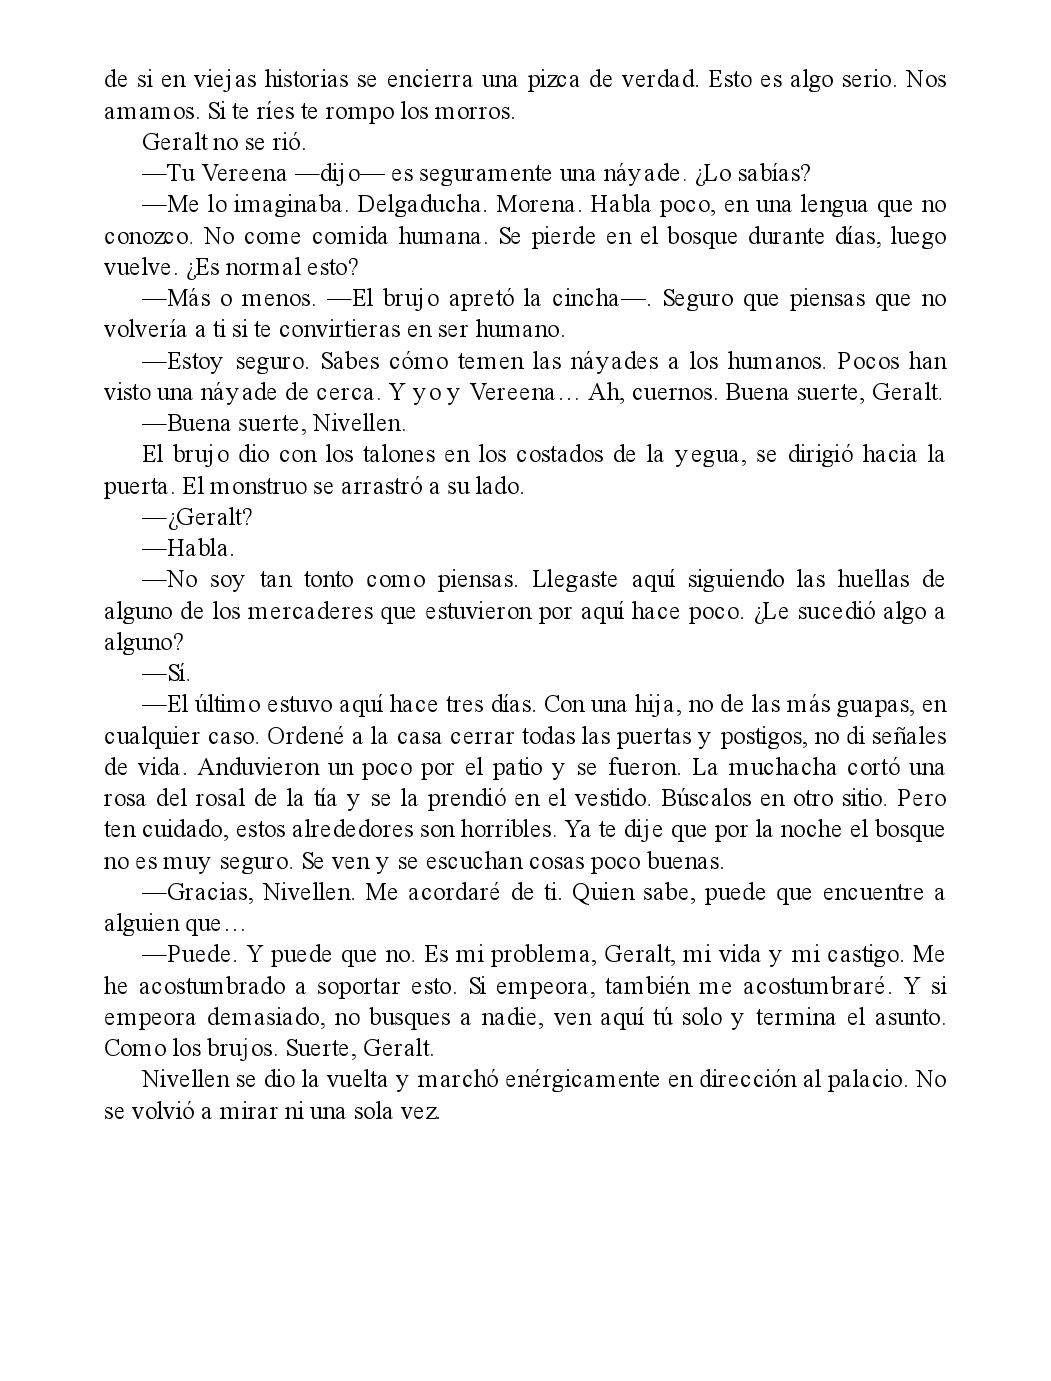 de si en viejas historias se encierra una pizca de verdad. Esto es algo serio. Nos
amamos. Si te ríes te rompo los morros.
Geralt no se rió.
—Tu Vereena —dijo— es seguramente una náyade. ¿Lo sabías?
—Me lo imaginaba. Delgaducha. Morena. Habla poco, en una lengua que no
conozco. No come comida humana. Se pierde en el bosque durante días, luego
vuelve. ¿Es normal esto?
—Más o menos. —El brujo apretó la cincha—. Seguro que piensas que no
volvería a ti si te convirtieras en ser humano.
—Estoy seguro. Sabes cómo temen las náyades a los humanos. Pocos han
visto una náyade de cerca. Y yo y Vereena… Ah, cuernos. Buena suerte, Geralt.
—Buena suerte, Nivellen.
El brujo dio con los talones en los costados de la yegua, se dirigió hacia la
puerta. El monstruo se arrastró a su lado.
—¿Geralt?
—Habla.
—No soy tan tonto como piensas. Llegaste aquí siguiendo las huellas de
alguno de los mercaderes que estuvieron por aquí hace poco. ¿Le sucedió algo a
alguno?
—Sí.
—El último estuvo aquí hace tres días. Con una hija, no de las más guapas, en
cualquier caso. Ordené a la casa cerrar todas las puertas y postigos, no di señales
de vida. Anduvieron un poco por el patio y se fueron. La muchacha cortó una
rosa del rosal de la tía y se la prendió en el vestido. Búscalos en otro sitio. Pero
ten cuidado, estos alrededores son horribles. Ya te dije que por la noche el bosque
no es muy seguro. Se ven y se escuchan cosas poco buenas.
—Gracias, Nivellen. Me acordaré de ti. Quien sabe, puede que encuentre a
alguien que…
—Puede. Y puede que no. Es mi problema, Geralt, mi vida y mi castigo. Me
he acostumbrado a soportar esto. Si empeora, también me acostumbraré. Y si
empeora demasiado, no busques a nadie, ven aquí tú solo y termina el asunto.
Como los brujos. Suerte, Geralt.
Nivellen se dio la vuelta y marchó enérgicamente en dirección al palacio. No
se volvió a mirar ni una sola vez.